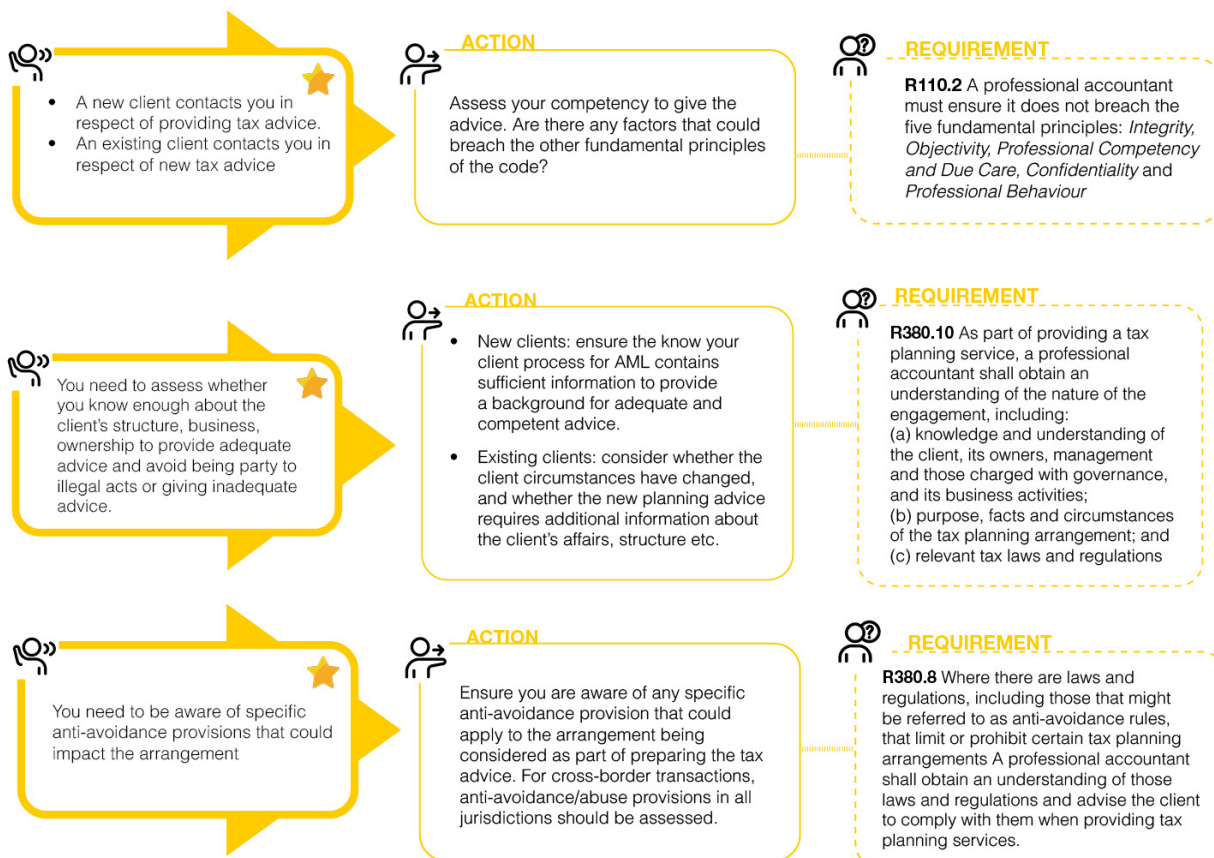 • A new client contacts you in
respect of providing tax advice.
• An existing client contacts you in
respect of new tax advice
ACTION
Assess your competency to give the
advice. Are there any factors that could
breach the other fundamental principles
of the code?
REQUIREMENT
R110.2 A professional accountant
must ensure it does not breach the
five fundamental principles: Integrity,
Objectivity, Professional Competency
and Due Care, Confidentiality and
Professional Behaviour
You need to assess whether
you know enough about the
client's structure, business,
ownership to provide adequate
advice and avoid being party to
illegal acts or giving inadequate
advice.
ACTION
• New clients: ensure the know your
client process for AML contains
sufficient information to provide
a background for adequate and
competent advice.
• Existing clients: consider whether the
client circumstances have changed,
and whether the new planning advice
requires additional information about
the client's affairs, structure etc.
REQUIREMENT
R380.10 As part of providing a tax
planning service, a professional
accountant shall obtain an
understanding of the nature of the
engagement, including:
(a) knowledge and understanding of
the client, its owners, management
and those charged with governance,
and its business activities;
(b) purpose, facts and circumstances
of the tax planning arrangement; and
(c) relevant tax laws and regulations
You need to be aware of specific
anti-avoidance provisions that could
impact the arrangement
ACTION
Ensure you are aware of any specific
anti-avoidance provision that could
apply to the arrangement being
considered as part of preparing the tax
advice. For cross-border transactions,
anti-avoidance/abuse provisions in all
jurisdictions should be assessed.
REQUIREMENT
R380.8 Where there are laws and
regulations, including those that might
be referred to as anti-avoidance rules,
that limit or prohibit certain tax planning
arrangements A professional accountant
shall obtain an understanding of those
laws and regulations and advise the client
to comply with them when providing tax
planning services.